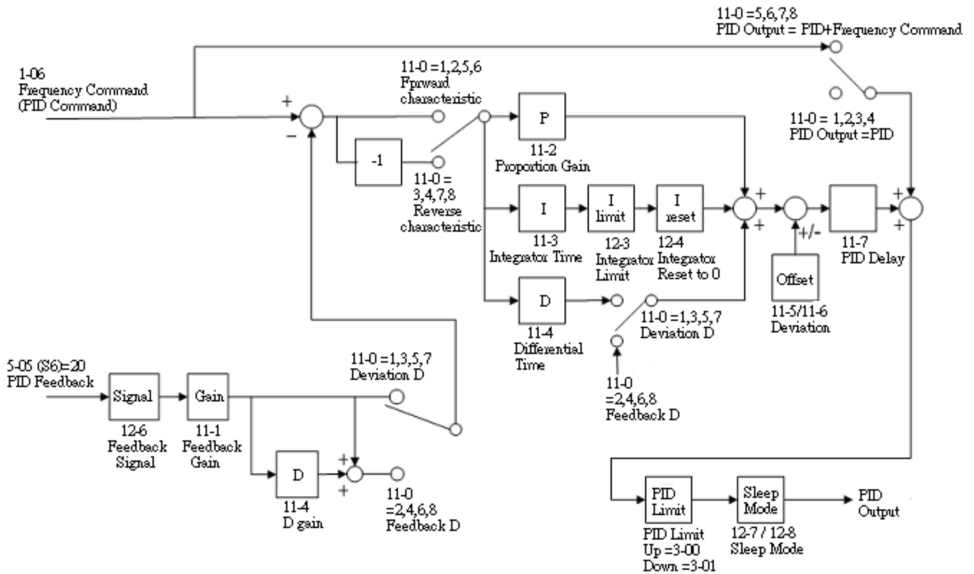 11-0 =5,6,7,8
PID Output = PID+Frequency Command
1-06
Frequency Command
(PID Command)
11-0 =1,2,5,6
Fprward
characteristic
11-0 = 1,2,3,4
PID Output =PID
+
−
-1
P
11-2
Proportion Gain
11-0 =
3,4,7,8
Reverse
characteristic
I
11-3
Integrator Time
I
limit
12-3
Integrator
Limit
I
reset
12-4
Integrator
Reset to 0
+
+
+/-
Offset
11-5/11-6
Deviation
11-7
PID Delay
+
+
D
11-4
Differential
Time
11-0 =1,3,5,7
Deviation D
11-0
=2,4,6,8
Feedback D
5-05 (S6)=20
PID Feedback
Signal
12-6
Feedback
Signal
Gain
11-1
Feedback
Gain
11-0 =1,3,5,7
Deviation D
D
11-4
D gain
+
+
11-0
=2,4,6,8
Feedback D
PID
Limit
PID Limit
Up =3-00
Down =3-01
Sleep
Mode
12-7 / 12-8
Sleep Mode
PID
Output